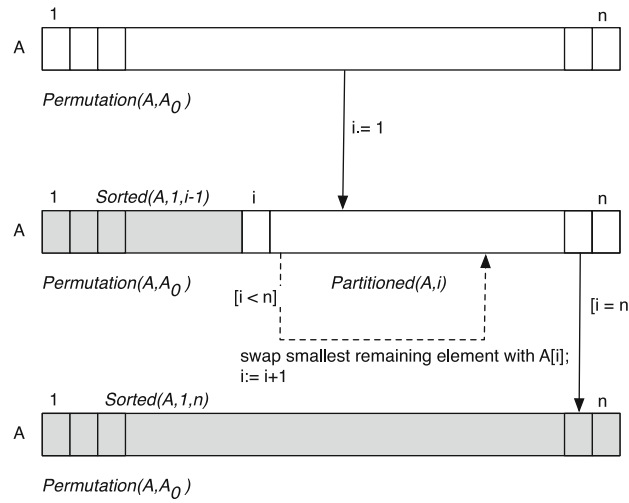 1 n
A
Permutation(A,A0 )
i.= 1
1 Sorted(A,1,i-1) i n
A
Permutation(A,A0 ) [i < n] Partitioned(A,i) [i = n
swap smallest remaining element with A[i];
i:= i+1
1 Sorted(A,1,n) n
A
Permutation(A,A0 )